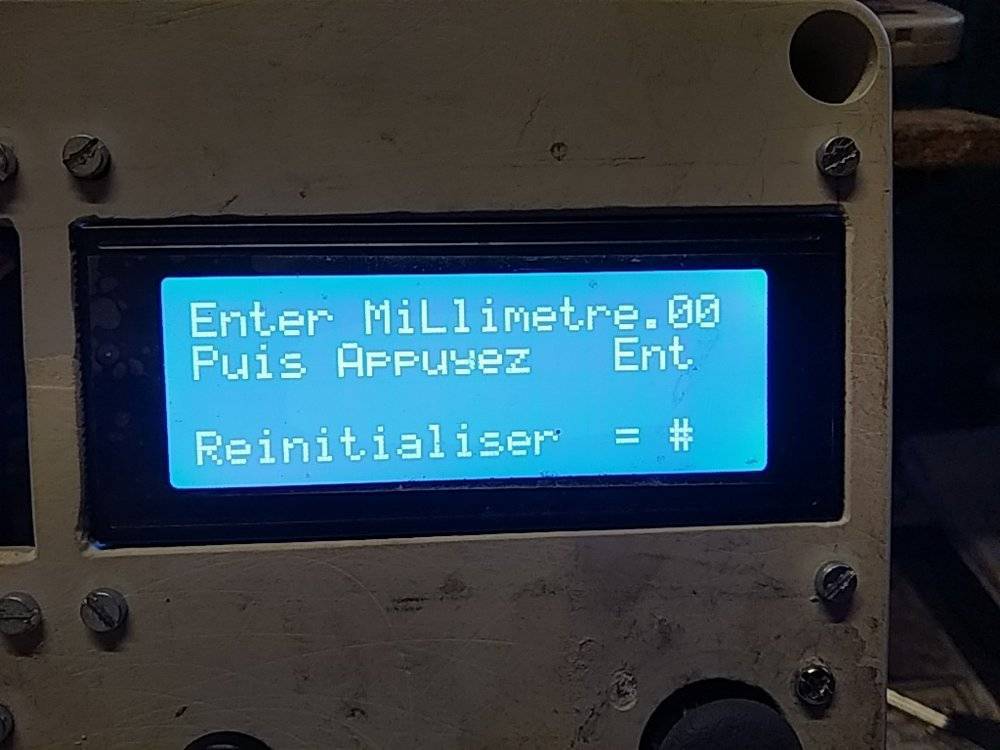 Enter MiLlimetre.00
Puis Appuyez Ent
Reinitialiser = #